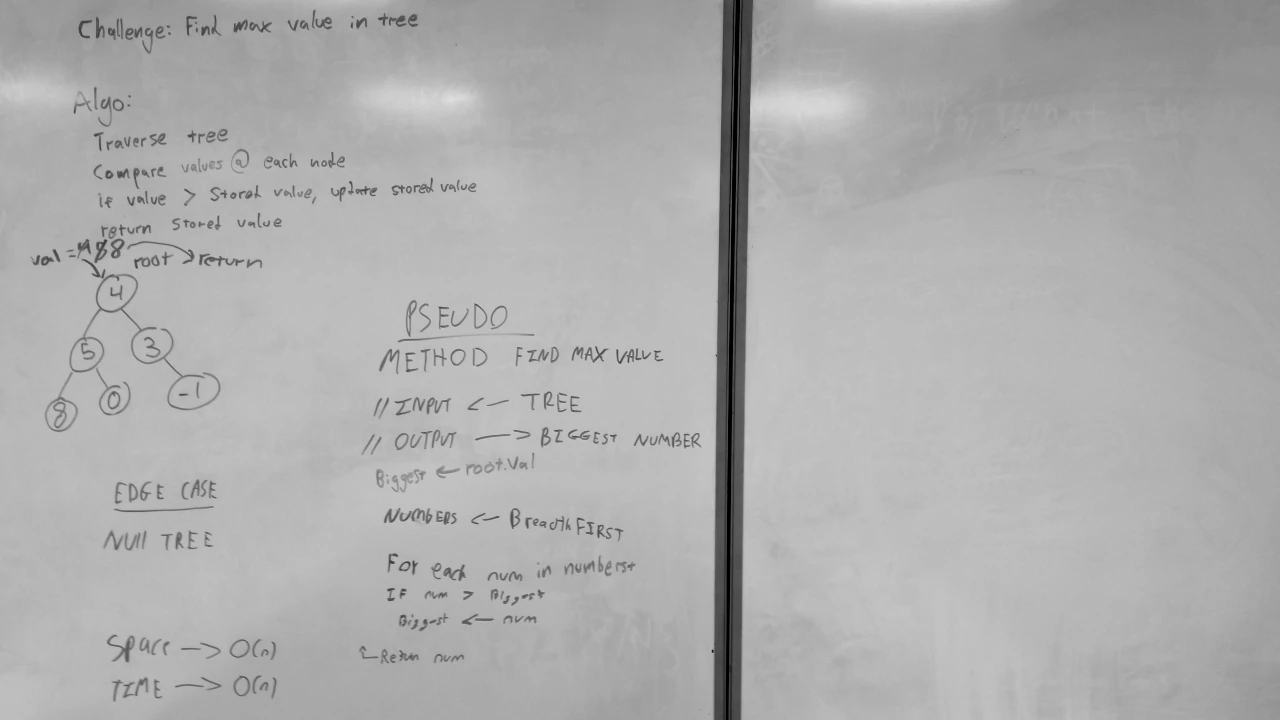 Challenge: Find max value in tree
Algo:
Traverse tree
Compare values @ each node
if value > Stored value, update stored value
return stored value
val = 8
root return
4
5 3
8 0 -1
EDGE CASE
NUll TREE
SPACE -> O(n)
TIME -> O(n)
PSEUDO
METHOD FIND MAX VALUE
// INPUT <- TREE
// OUTPUT -> BIGGEST NUMBER
Biggest <- root.Val
NUMBERS <- BreadthFIRST
For each num in numbers
IF num > Biggest
Biggest <- num
Return num